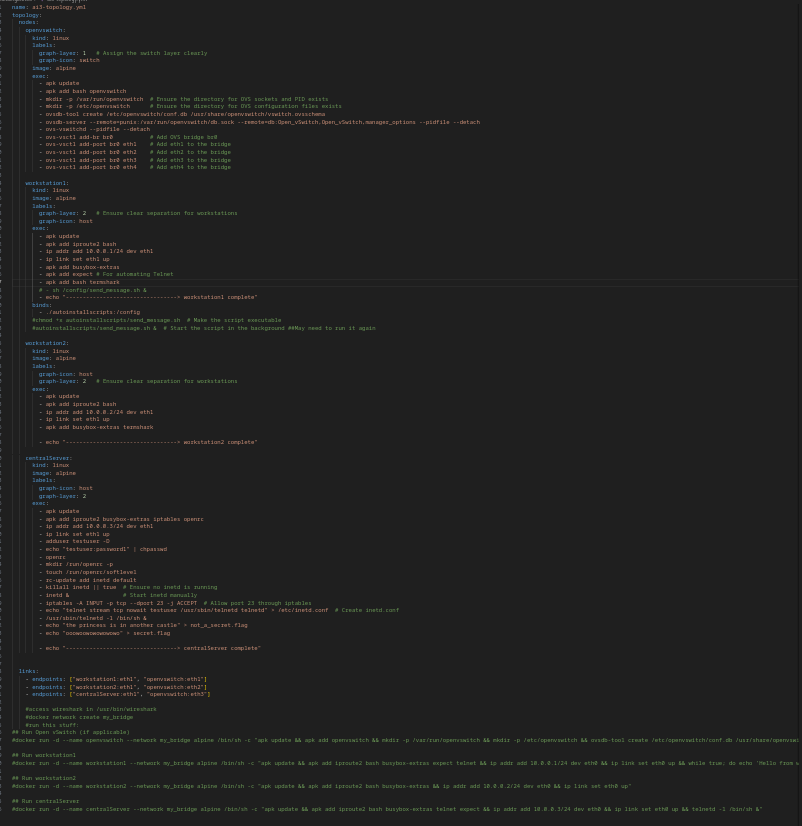 name: ai3-topology.yml
topology:
nodes:
openvswitch:
kind: linux
labels:
graph-layer: 1 # Assign the switch layer clearly
graph-icon: switch
image: alpine
exec:
- apk update
- apk add bash openvswitch
- mkdir -p /var/run/openvswitch # Ensure the directory for OVS sockets and PID exists
- mkdir -p /etc/openvswitch # Ensure the directory for OVS configuration files exists
- ovsdb-tool create /etc/openvswitch/conf.db /usr/share/openvswitch/vswitch.ovsschema
- ovsdb-server --remote=punix:/var/run/openvswitch/db.sock --remote=db:Open_vSwitch,Open_vSwitch,manager_options --pidfile --detach
- ovs-vswitchd --pidfile --detach
- ovs-vsctl add-br br0 # Add OVS bridge br0
- ovs-vsctl add-port br0 eth1 # Add eth1 to the bridge
- ovs-vsctl add-port br0 eth2 # Add eth2 to the bridge
- ovs-vsctl add-port br0 eth3 # Add eth3 to the bridge
- ovs-vsctl add-port br0 eth4 # Add eth4 to the bridge
workstation1:
kind: linux
image: alpine
labels:
graph-layer: 2 # Ensure clear separation for workstations
graph-icon: host
exec:
- apk update
- apk add iproute2 bash
- ip addr add 10.0.0.1/24 dev eth1
- ip link set eth1 up
- apk add busybox-extras
- apk add expect # For automating Telnet
- apk add bash termshark
# - sh /config/send_message.sh &
- echo "---------------------------------> workstation1 complete"
binds:
- ./autoinstallscripts:/config
#chmod +x autoinstallscripts/send_message.sh # Make the script executable
#autoinstallscripts/send_message.sh & # Start the script in the background ##May need to run it again
workstation2:
kind: linux
image: alpine
labels:
graph-icon: host
graph-layer: 2 # Ensure clear separation for workstations
exec:
- apk update
- apk add iproute2 bash
- ip addr add 10.0.0.2/24 dev eth1
- ip link set eth1 up
- apk add busybox-extras termshark
- echo "---------------------------------> workstation2 complete"
centralServer:
kind: linux
image: alpine
labels:
graph-icon: host
graph-layer: 2
exec:
- apk update
- apk add iproute2 busybox-extras iptables openrc
- ip addr add 10.0.0.3/24 dev eth1
- ip link set eth1 up
- adduser testuser -D
- echo "testuser:password1" | chpasswd
- openrc
- mkdir /run/openrc -p
- touch /run/openrc/softlevel
- rc-update add inetd default
- killall inetd || true # Ensure no inetd is running
- inetd & # Start inetd manually
- iptables -A INPUT -p tcp --dport 23 -j ACCEPT # Allow port 23 through iptables
- echo "telnet stream tcp nowait testuser /usr/sbin/telnetd telnetd" > /etc/inetd.conf # Create inetd.conf
- /usr/sbin/telnetd -l /bin/sh &
- echo "the princess is in another castle" > not_a_secret.flag
- echo "ooowoowowowowowo" > secret.flag
- echo "---------------------------------> centralServer complete"
links:
- endpoints: ["workstation1:eth1", "openvswitch:eth1"]
- endpoints: ["workstation2:eth1", "openvswitch:eth2"]
- endpoints: ["centralServer:eth1", "openvswitch:eth3"]
#access wireshark in /usr/bin/wireshark
#docker network create my_bridge
#run this stuff:
## Run Open vSwitch (if applicable)
#docker run -d --name openvswitch --network my_bridge alpine /bin/sh -c "apk update && apk add openvswitch && mkdir -p /var/run/openvswitch && mkdir -p /etc/openvswitch && ovsdb-tool create /etc/openvswitch/conf.db /usr/share/openvswi
## Run workstation1
#docker run -d --name workstation1 --network my_bridge alpine /bin/sh -c "apk update && apk add iproute2 bash busybox-extras expect telnet && ip addr add 10.0.0.1/24 dev eth0 && ip link set eth0 up && while true; do echo 'Hello from w
## Run workstation2
#docker run -d --name workstation2 --network my_bridge alpine /bin/sh -c "apk update && apk add iproute2 bash busybox-extras && ip addr add 10.0.0.2/24 dev eth0 && ip link set eth0 up"
## Run centralServer
#docker run -d --name centralServer --network my_bridge alpine /bin/sh -c "apk update && apk add iproute2 bash busybox-extras telnet expect && ip addr add 10.0.0.3/24 dev eth0 && ip link set eth0 up && telnetd -l /bin/sh &"